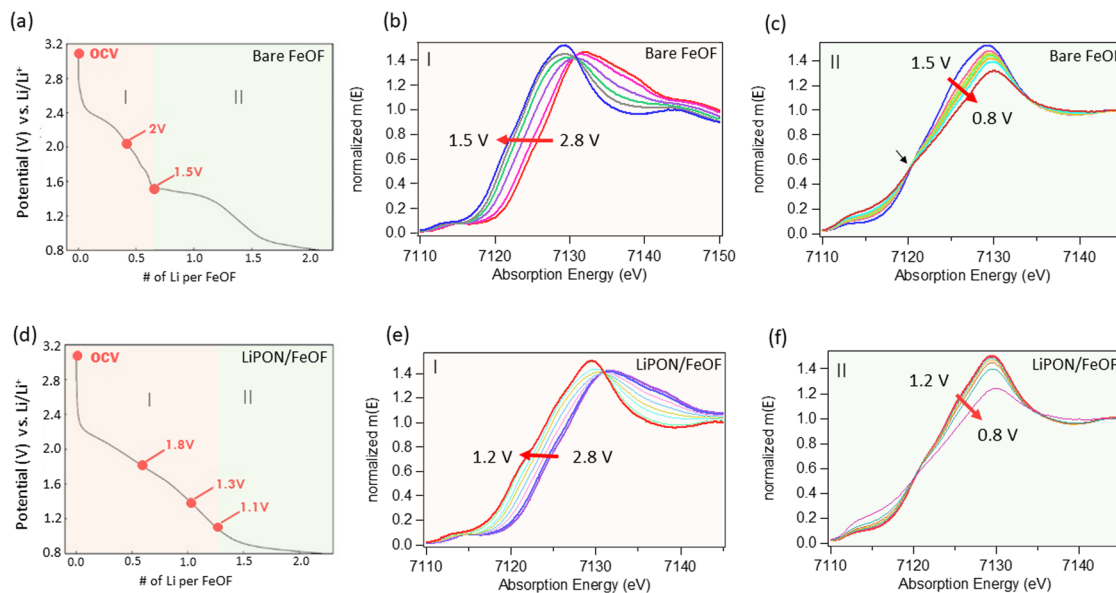 (a)
Bare FeOF
OCV
I
II
2V
1.5V
3.2
2.8
2.4
2.0
1.6
1.2
0.8
Potential (V) vs. Li/Li⁺
0.0 0.5 1.0 1.5 2.0
# of Li per FeOF
(b)
I
Bare FeOF
1.5 V
2.8 V
1.4
1.2
1.0
0.8
0.6
0.4
0.2
0.0
normalized m(E)
7110 7120 7130 7140 7150
Absorption Energy (eV)
(c)
II
Bare FeOF
1.5 V
0.8 V
1.4
1.2
1.0
0.8
0.6
0.4
0.2
0.0
normalized m(E)
7110 7120 7130 7140
Absorption Energy (eV)
(d)
LiPON/FeOF
OCV
I
II
1.8V
1.3V
1.1V
3.2
2.8
2.4
2.0
1.6
1.2
0.8
Potential (V) vs. Li/Li⁺
0.0 0.5 1.0 1.5 2.0
# of Li per FeOF
(e)
I
LiPON/FeOF
1.2 V
2.8 V
1.4
1.2
1.0
0.8
0.6
0.4
0.2
0.0
normalized m(E)
7110 7120 7130 7140
Absorption Energy (eV)
(f)
II
LiPON/FeOF
1.2 V
0.8 V
1.4
1.2
1.0
0.8
0.6
0.4
0.2
0.0
normalized m(E)
7110 7120 7130 7140
Absorption Energy (eV)